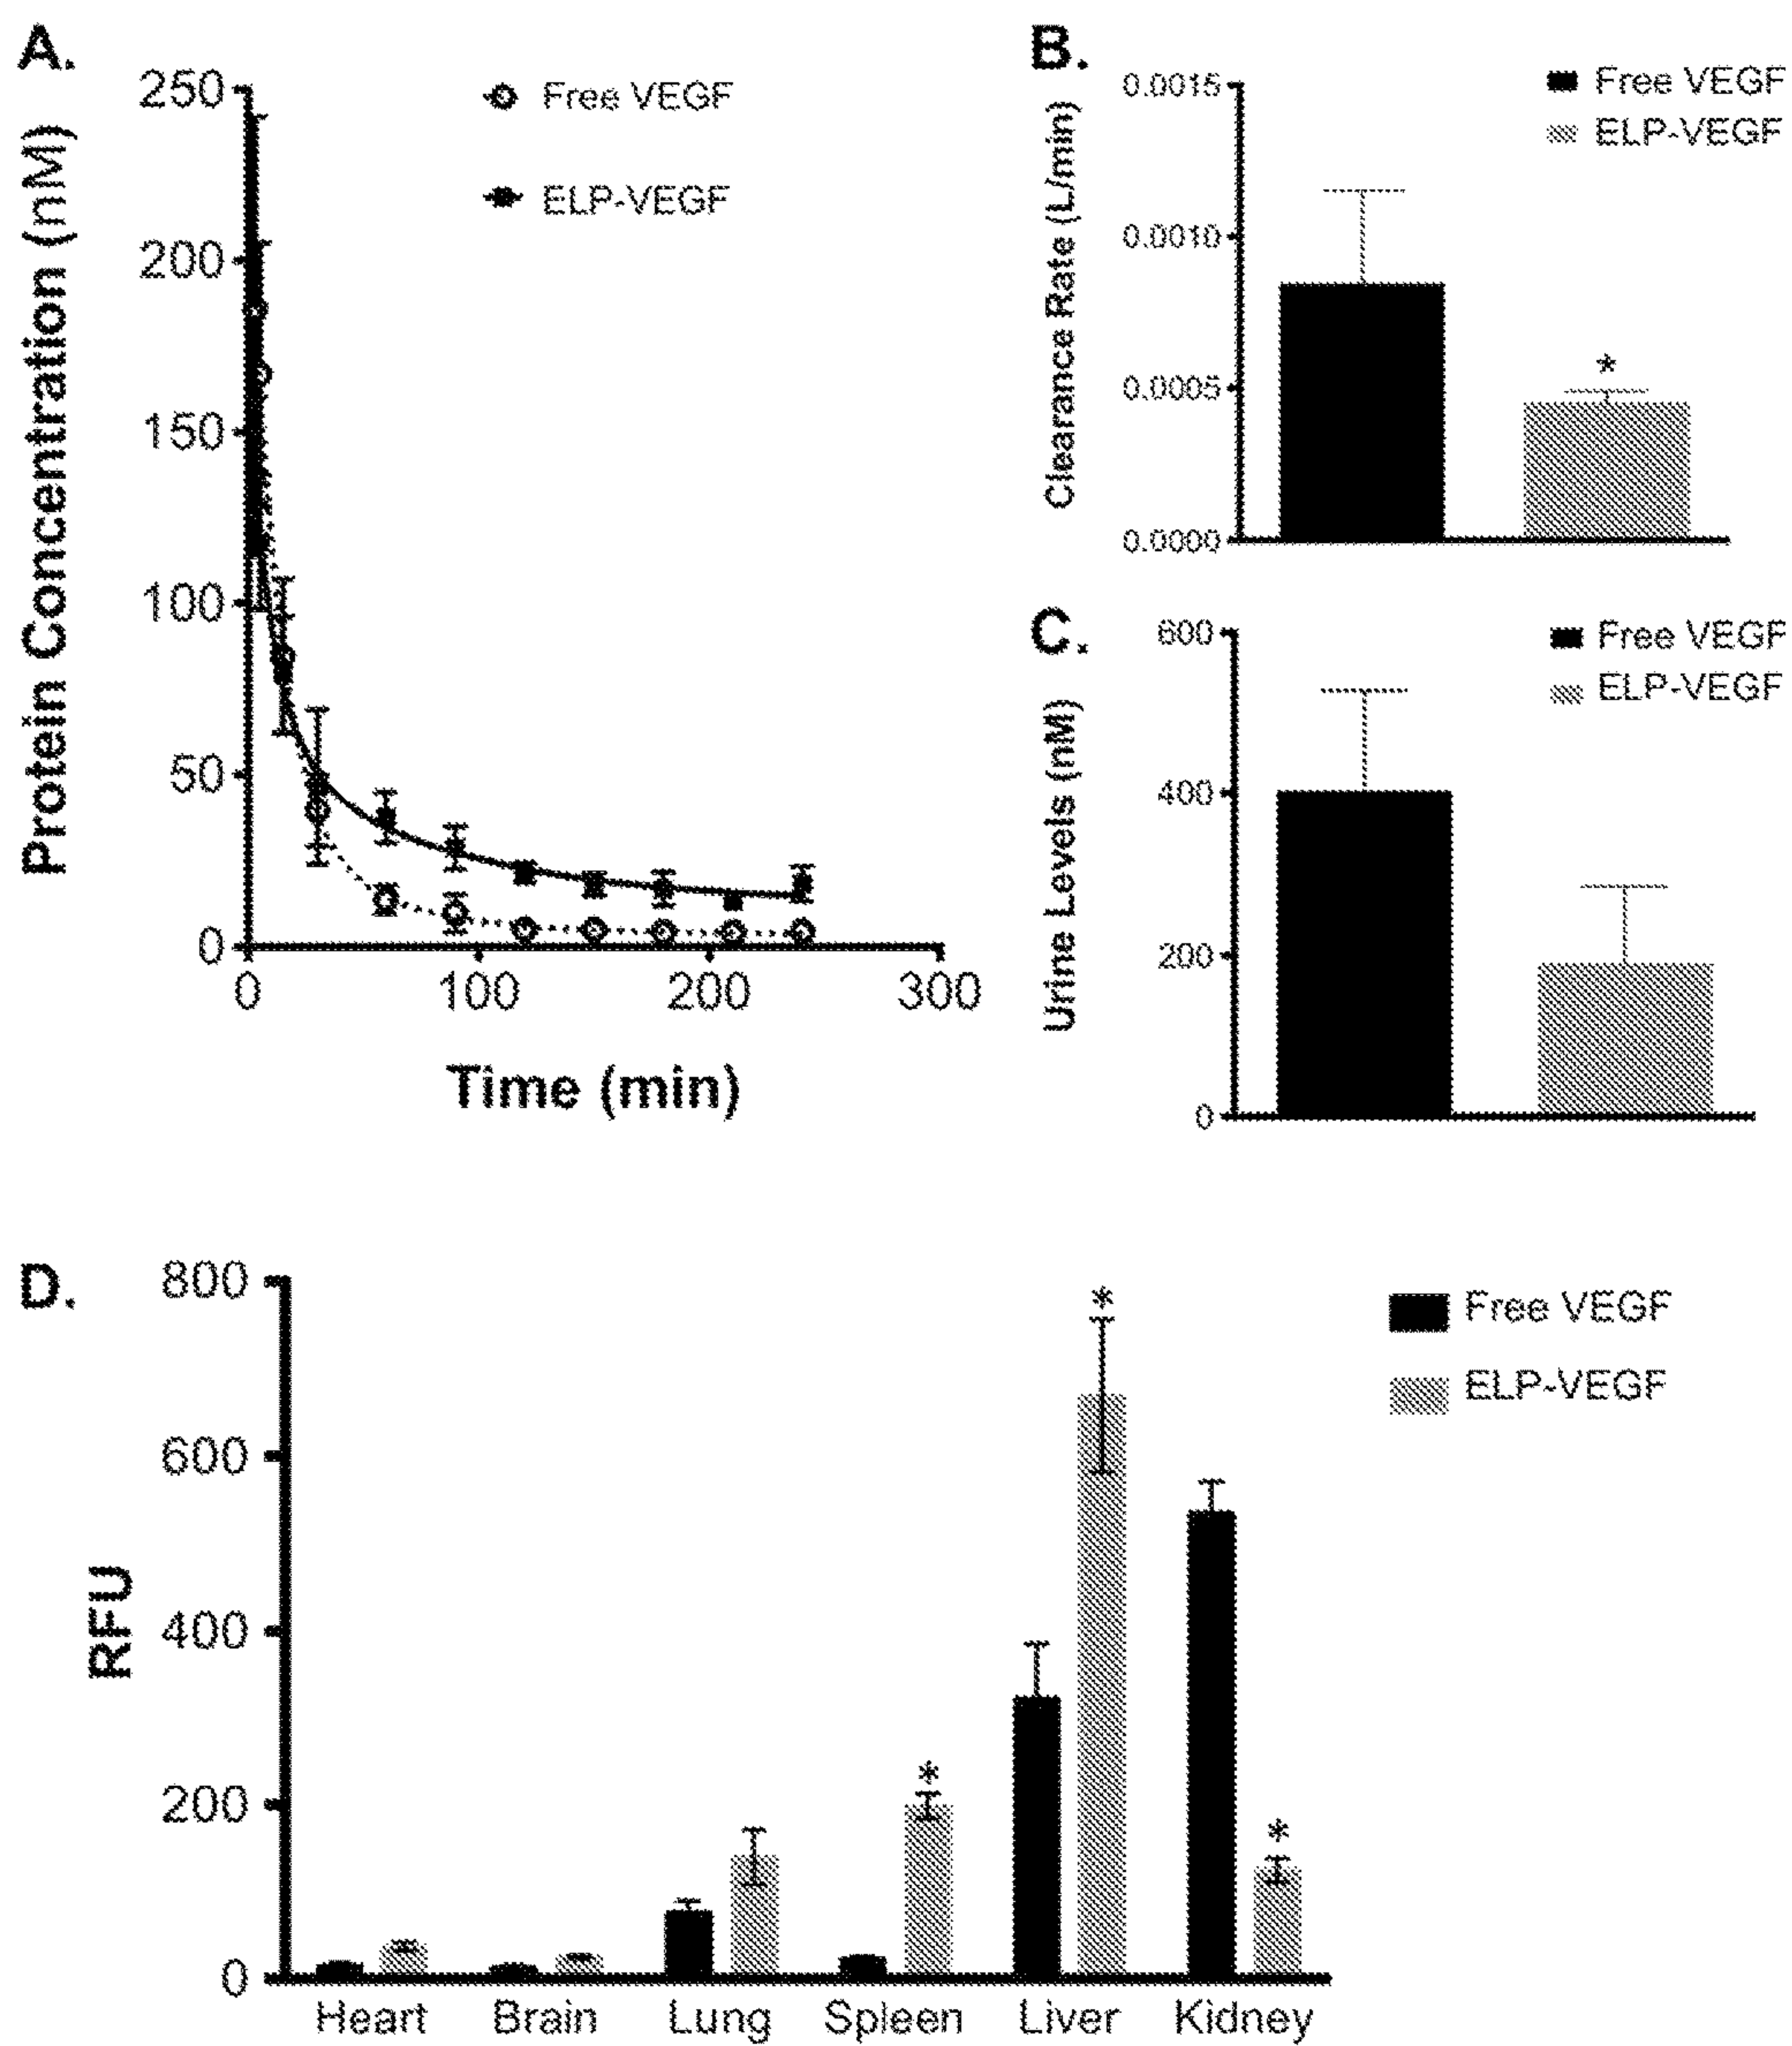 A.
Protein Concentration (nM)
250
200
150
100
50
0
0 100 200 300
Time (min)
Free VEGF
ELP-VEGF
B.
Clearance Rate (L/min)
0.0015
0.0010
0.0005
0.0000
Free VEGF
ELP-VEGF
*
C.
Urine Levels (nM)
600
400
200
0
Free VEGF
ELP-VEGF
D.
RFU
800
600
400
200
0
* * *
Heart Brain Lung Spleen Liver Kidney
Free VEGF
ELP-VEGF